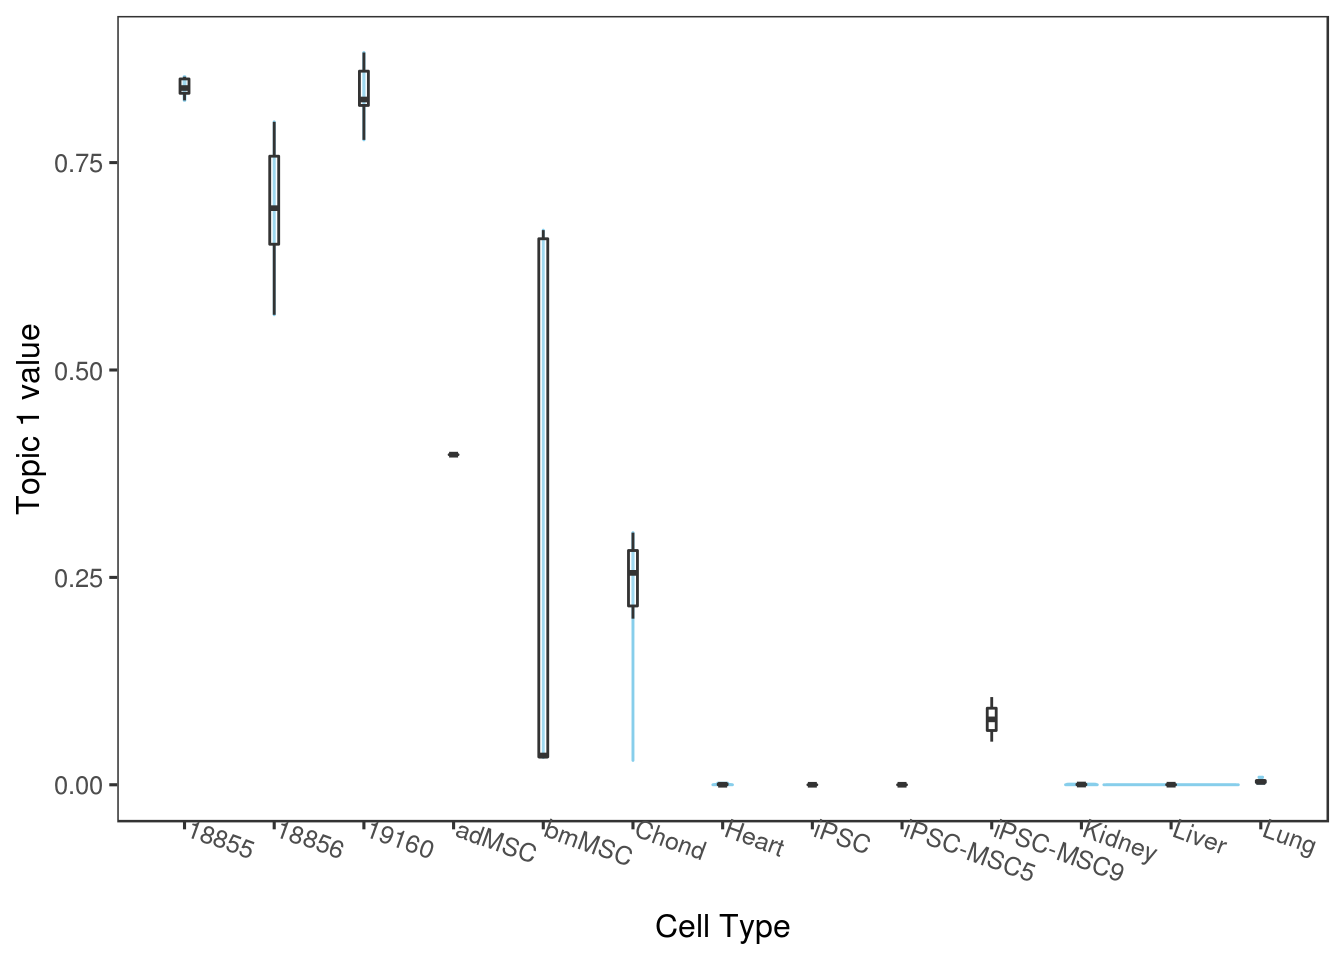 Topic 1 value
0.75
0.50
0.25
0.00
18855
18856
19160
adMSC
bmMSC
Chond
Heart
iPSC
iPSC-MSC5
iPSC-MSC9
Kidney
Liver
Lung
Cell Type